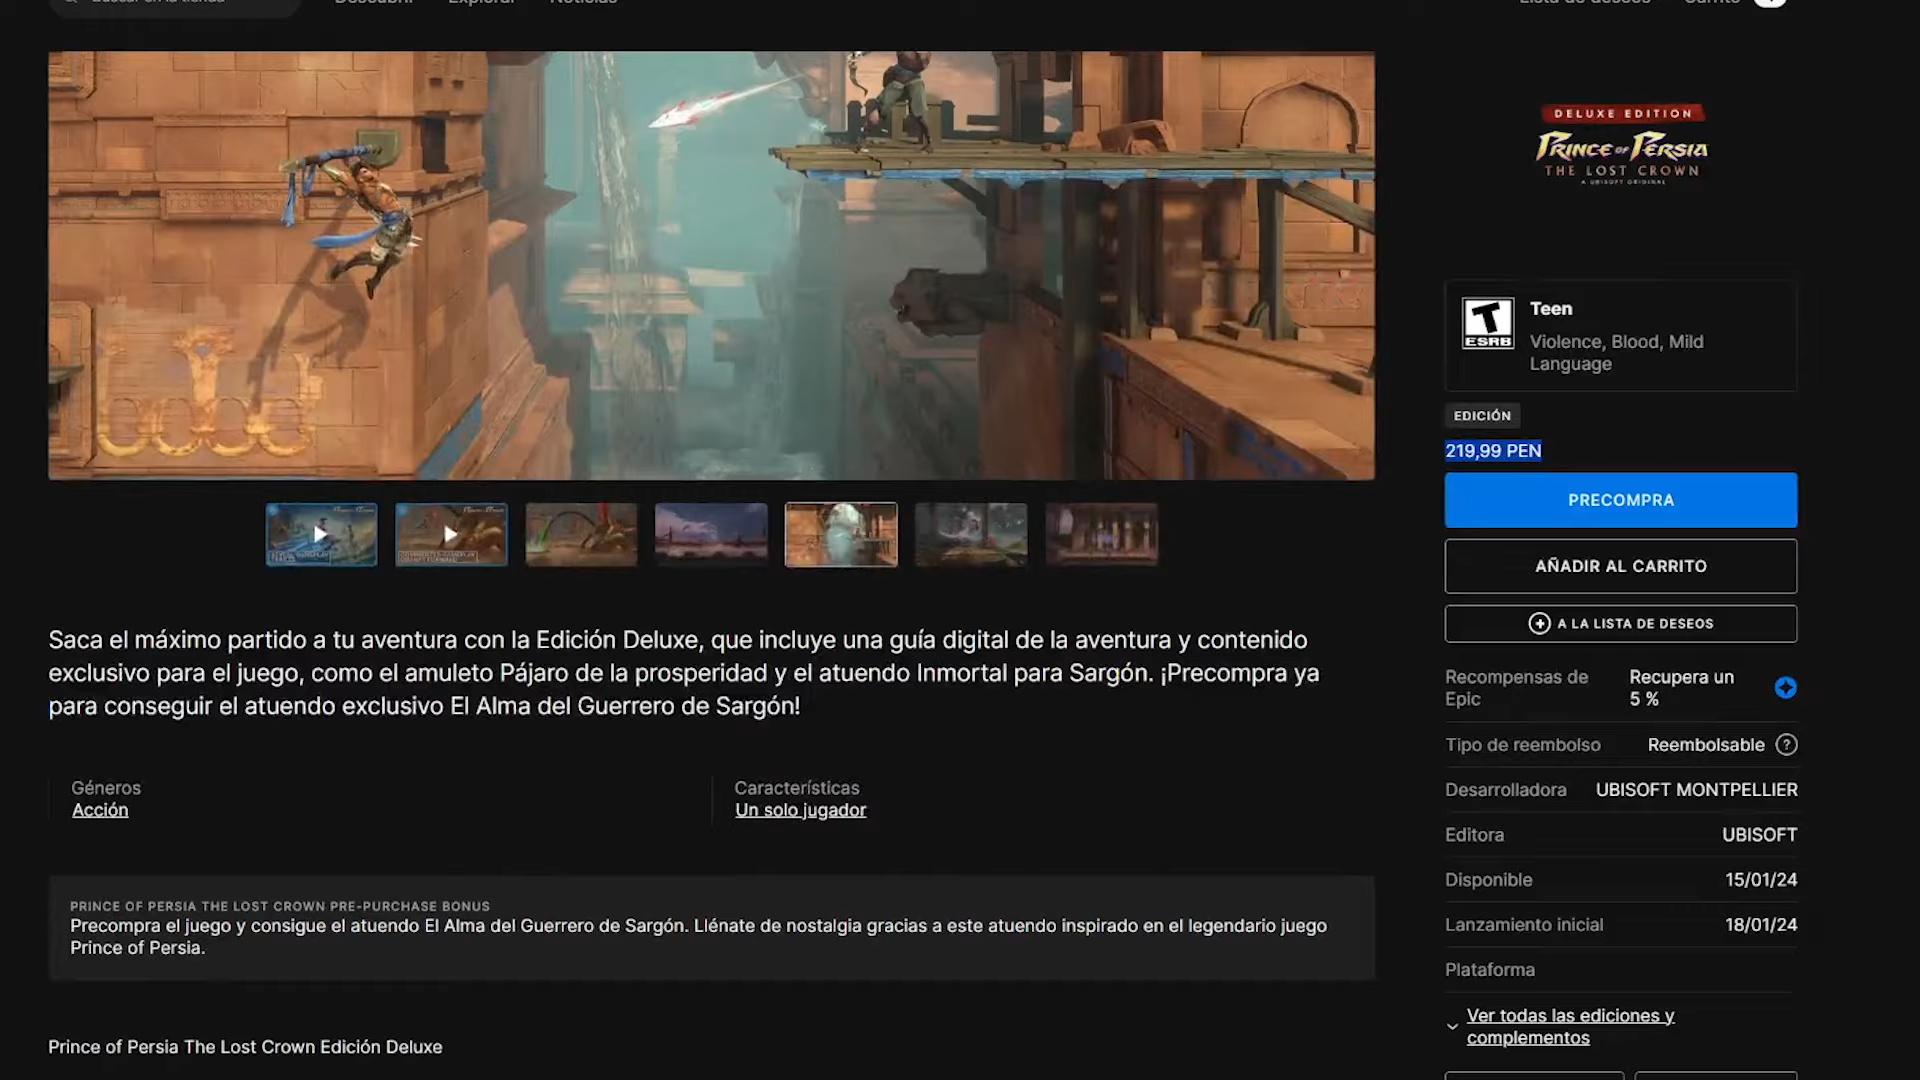 DELUXE EDITION
PRINCE OF PERSIA
THE LOST CROWN
A UBISOFT ORIGINAL
T
ESRB
Teen
Violence, Blood, Mild
Language
EDICIÓN
219,99 PEN
PRECOMPRA
AÑADIR AL CARRITO
A LA LISTA DE DESEOS
Recompensas de
Epic
Recupera un
5 %
Tipo de reembolso
Reembolsable ?
Desarrolladora
UBISOFT MONTPELLIER
Editora
UBISOFT
Disponible
15/01/24
Lanzamiento inicial
18/01/24
Plataforma
Ver todas las ediciones y
complementos
Saca el máximo partido a tu aventura con la Edición Deluxe, que incluye una guía digital de la aventura y contenido
exclusivo para el juego, como el amuleto Pájaro de la prosperidad y el atuendo Inmortal para Sargón. ¡Precompra ya
para conseguir el atuendo exclusivo El Alma del Guerrero de Sargón!
Géneros
Acción
Características
Un solo jugador
PRINCE OF PERSIA THE LOST CROWN PRE-PURCHASE BONUS
Precompra el juego y consigue el atuendo El Alma del Guerrero de Sargón. Llénate de nostalgia gracias a este atuendo inspirado en el legendario juego
Prince of Persia.
Prince of Persia The Lost Crown Edición Deluxe